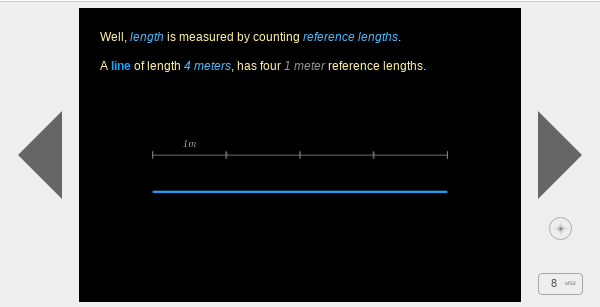 Well, length is measured by counting reference lengths.
A line of length 4 meters, has four 1 meter reference lengths.
1m
8 of 52